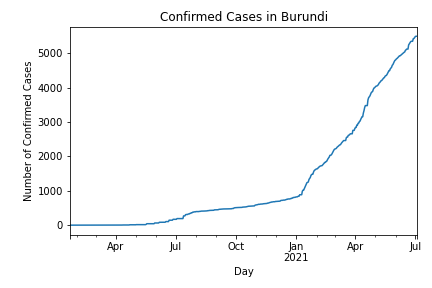 Confirmed Cases in Burundi
Number of Confirmed Cases
5000
4000
3000
2000
1000
0
Apr Jul Oct Jan Apr Jul
2021
Day